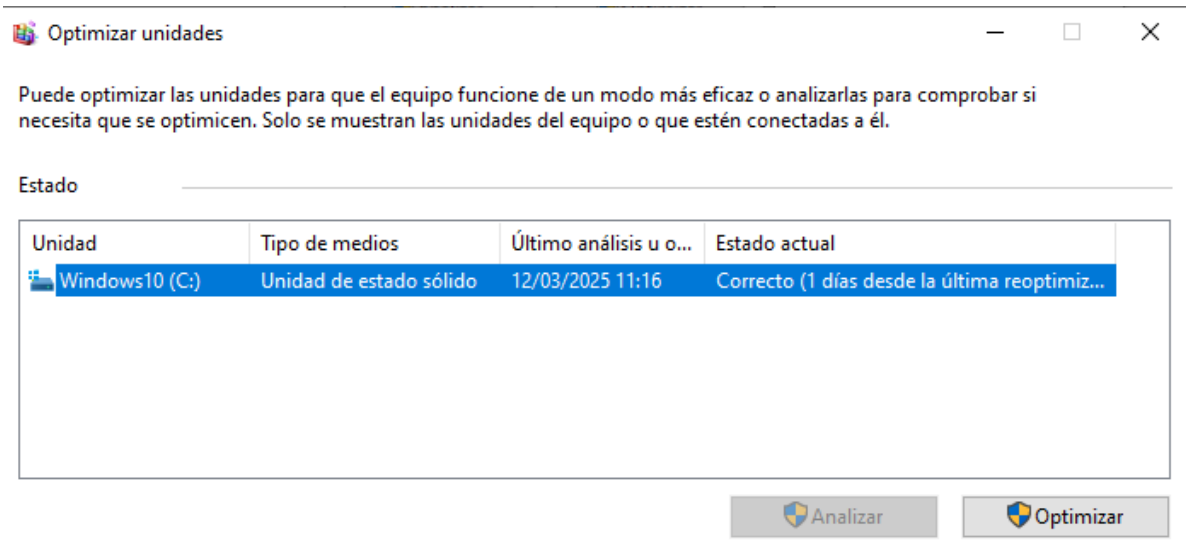 Optimizar unidades
Puede optimizar las unidades para que el equipo funcione de un modo más eficaz o analizarlas para comprobar si
necesita que se optimicen. Solo se muestran las unidades del equipo o que estén conectadas a él.
Estado
Unidad Tipo de medios Último análisis u o... Estado actual
Windows10 (C:) Unidad de estado sólido 12/03/2025 11:16 Correcto (1 días desde la última reoptimiz...
Analizar Optimizar